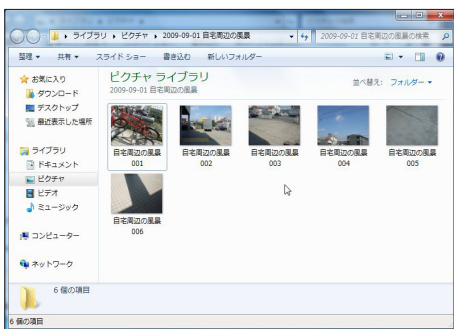 ライブラリ ▸ ピクチャ ▸ 2009-09-01 自宅周辺の風景
2009-09-01 自宅周辺の風景の検索
整理 ▼ 共有 ▼ スライド ショー 書き込む 新しいフォルダー
お気に入り
ダウンロード
デスクトップ
最近表示した場所
ライブラリ
ドキュメント
ピクチャ
ビデオ
ミュージック
コンピューター
ネットワーク
ピクチャ ライブラリ
2009-09-01 自宅周辺の風景
並べ替え: フォルダー ▼
自宅周辺の風景 001
自宅周辺の風景 002
自宅周辺の風景 003
自宅周辺の風景 004
自宅周辺の風景 005
自宅周辺の風景 006
6 個の項目
6 個の項目